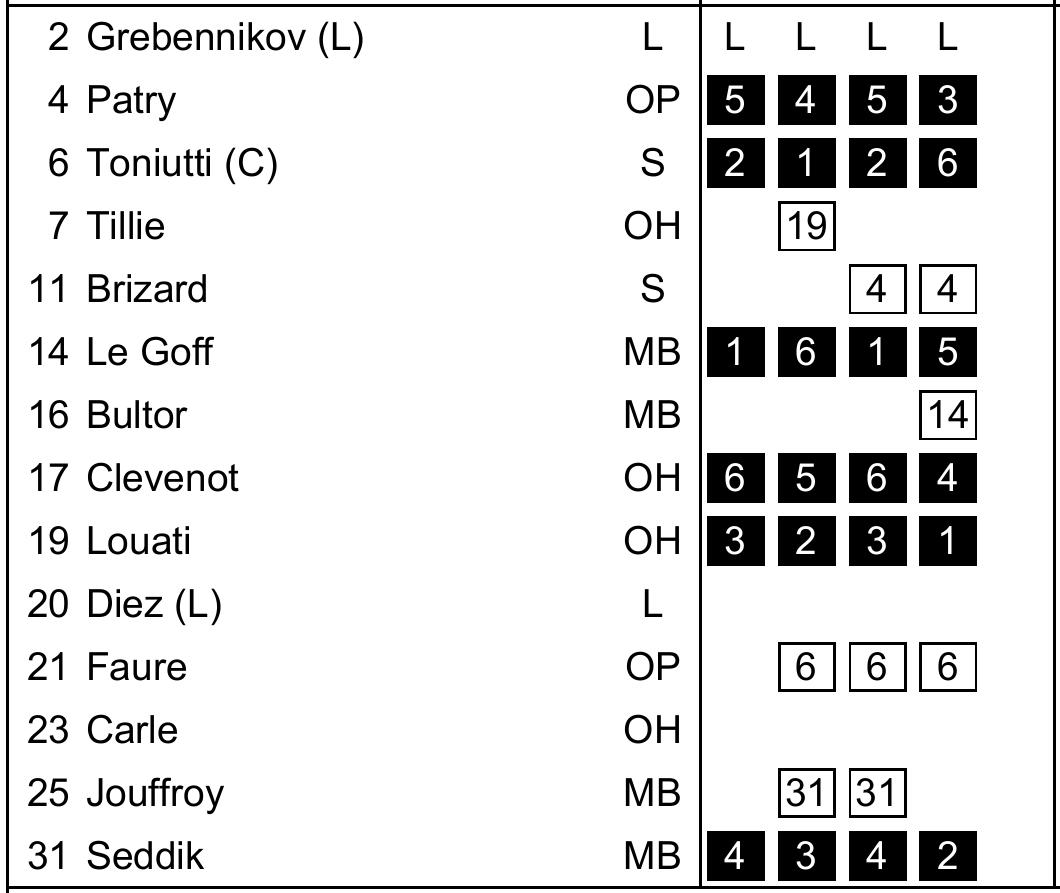 2 Grebennikov (L) L L L L L
4 Patry OP 5 4 5 3
6 Toniutti (C) S 2 1 2 6
7 Tillie OH 19
11 Brizard S 4 4
14 Le Goff MB 1 6 1 5
16 Bultor MB 14
17 Clevenot OH 6 5 6 4
19 Louati OH 3 2 3 1
20 Diez (L) L
21 Faure OP 6 6 6
23 Carle OH
25 Jouffroy MB 31 31
31 Seddik MB 4 3 4 2